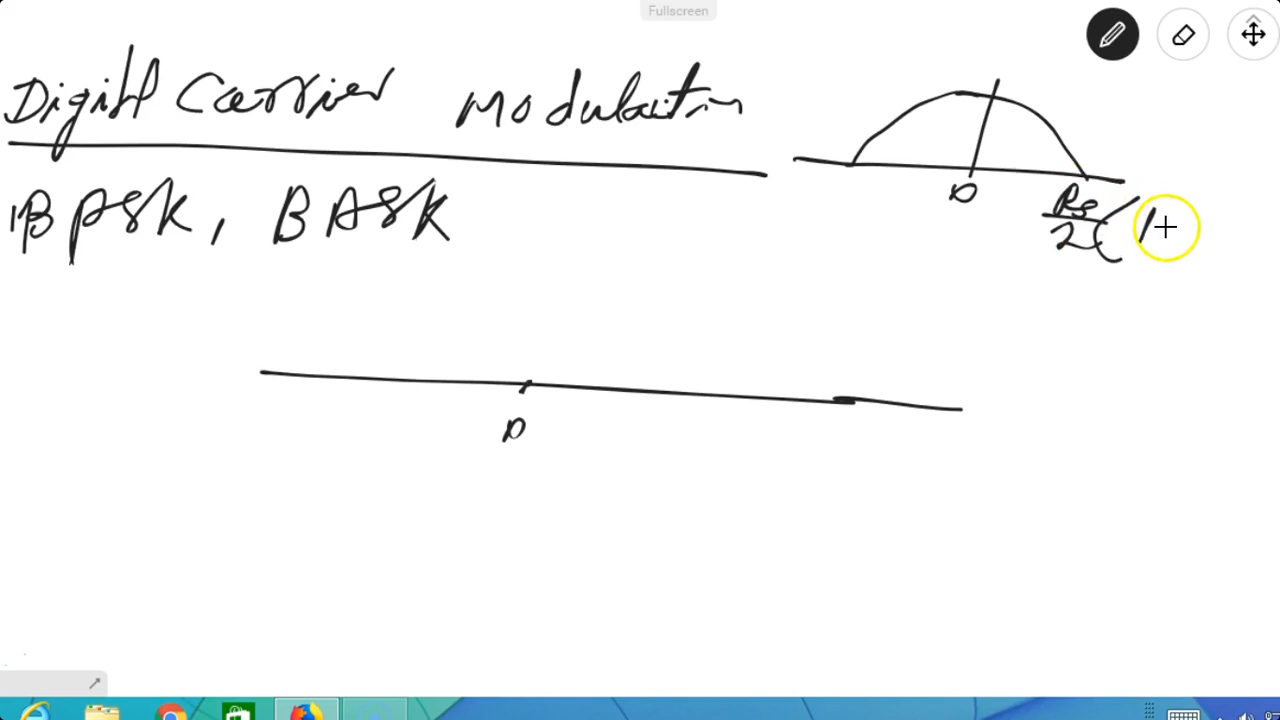 Fullscreen
Digital Carrier Modulation
BPSK, BASK
0
Rs/2 (1
0